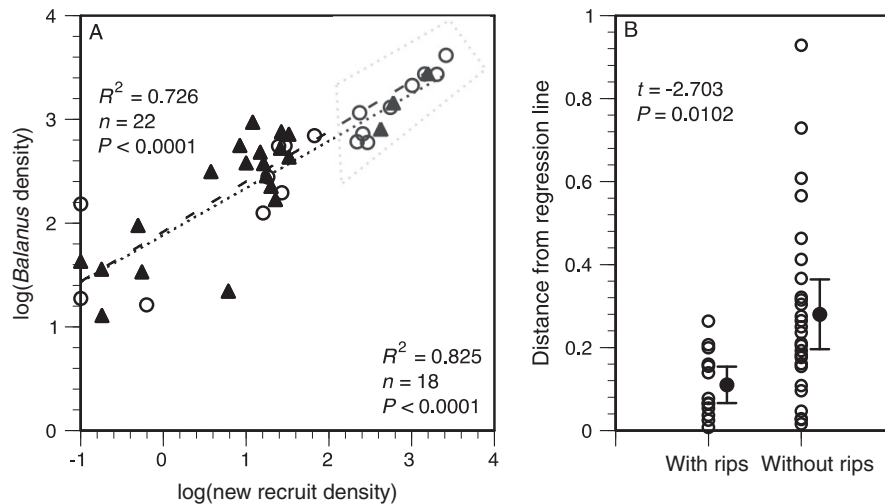 A
R² = 0.726
n = 22
P < 0.0001
R² = 0.825
n = 18
P < 0.0001
4
3
2
1
0
-1
0
1
2
3
4
log(Balanus density)
log(new recruit density)
B
t = -2.703
P = 0.0102
1
0.8
0.6
0.4
0.2
0
Distance from regression line
With rips
Without rips